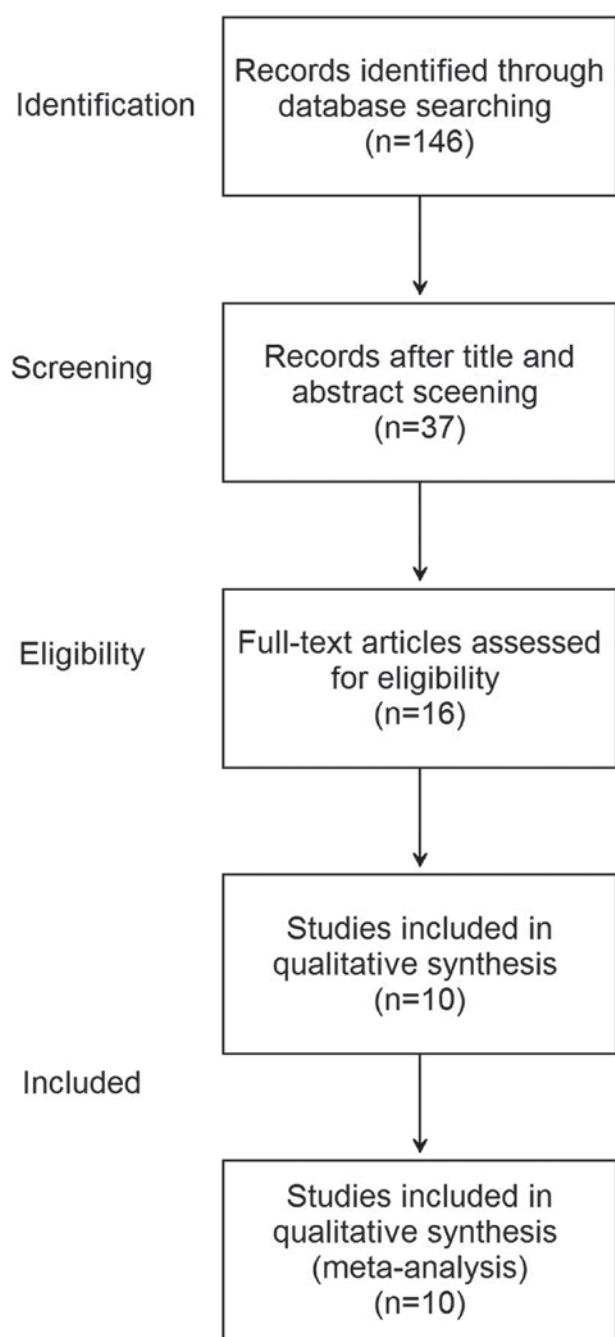 Identification
Records identified through
database searching
(n=146)
Screening
Records after title and
abstract sceening
(n=37)
Eligibility
Full-text articles assessed
for eligibility
(n=16)
Studies included in
qualitative synthesis
(n=10)
Included
Studies included in
qualitative synthesis
(meta-analysis)
(n=10)